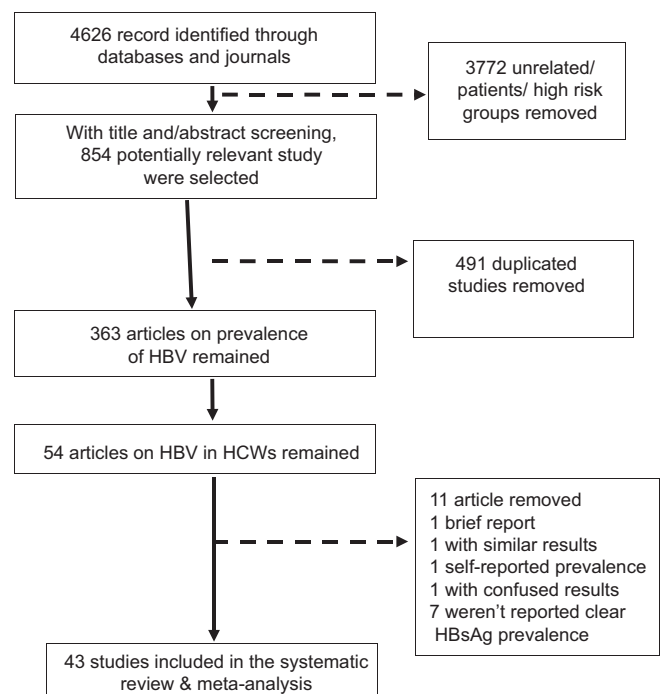 4626 record identified through
databases and journals
3772 unrelated/
patients/ high risk
groups removed
With title and/abstract screening,
854 potentially relevant study
were selected
491 duplicated
studies removed
363 articles on prevalence
of HBV remained
54 articles on HBV in HCWs remained
11 article removed
1 brief report
1 with similar results
1 self-reported prevalence
1 with confused results
7 weren't reported clear
HBsAg prevalence
43 studies included in the systematic
review & meta-analysis